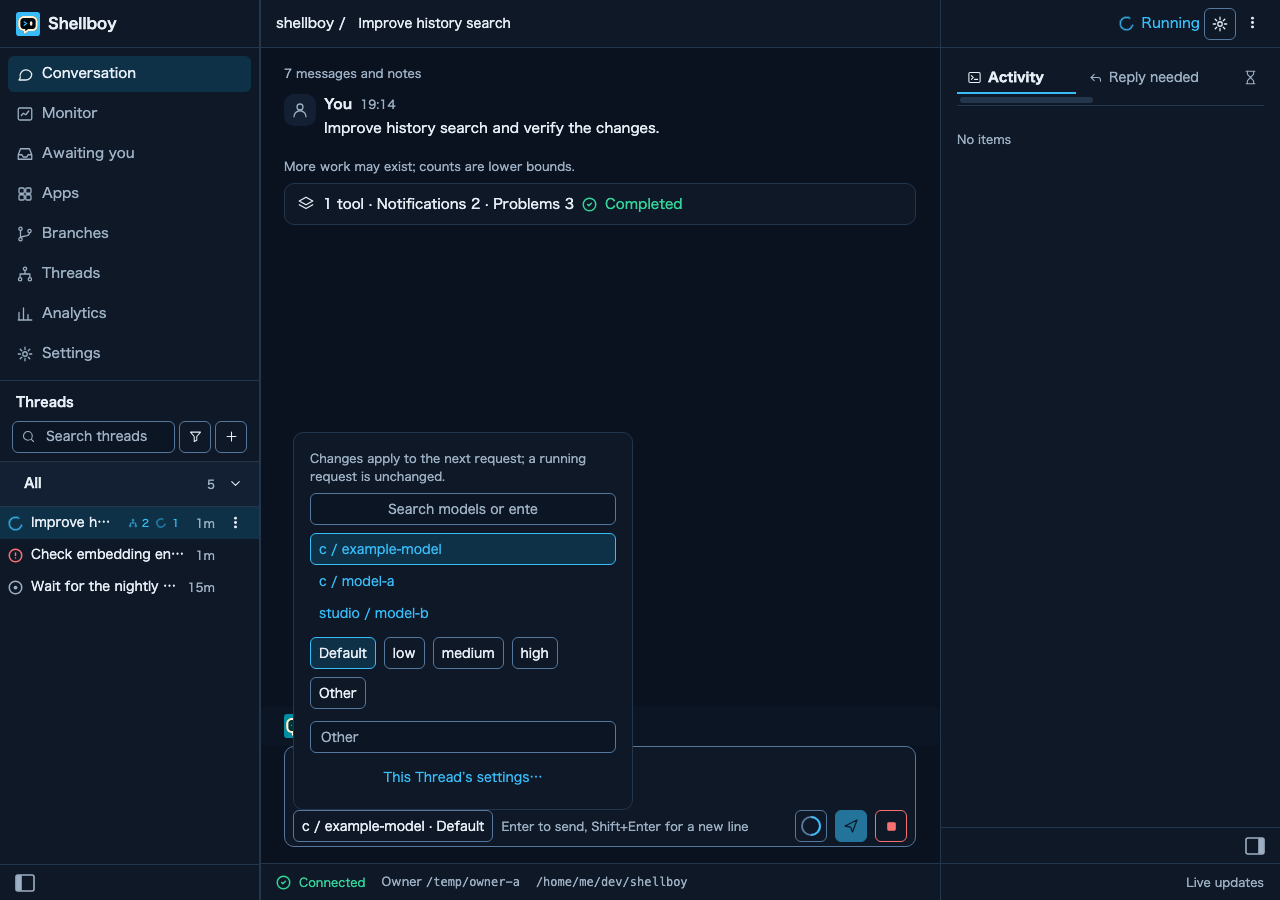 Shellboy
Conversation
Monitor
Awaiting you
Apps
Branches
Threads
Analytics
Settings
Threads
Search threads
All 5
Improve h··· 2 1 1m
Check embedding en··· 1m
Wait for the nightly ··· 15m
shellboy / Improve history search
7 messages and notes
You 19:14
Improve history search and verify the changes.
More work may exist; counts are lower bounds.
1 tool · Notifications 2 · Problems 3 Completed
Changes apply to the next request; a running
request is unchanged.
Search models or ente
c / example-model
c / model-a
studio / model-b
Default low medium high
Other
Other
This Thread's settings···
c / example-model · Default Enter to send, Shift+Enter for a new line
Connected Owner /temp/owner-a /home/me/dev/shellboy
Running
Activity Reply needed
No items
Live updates